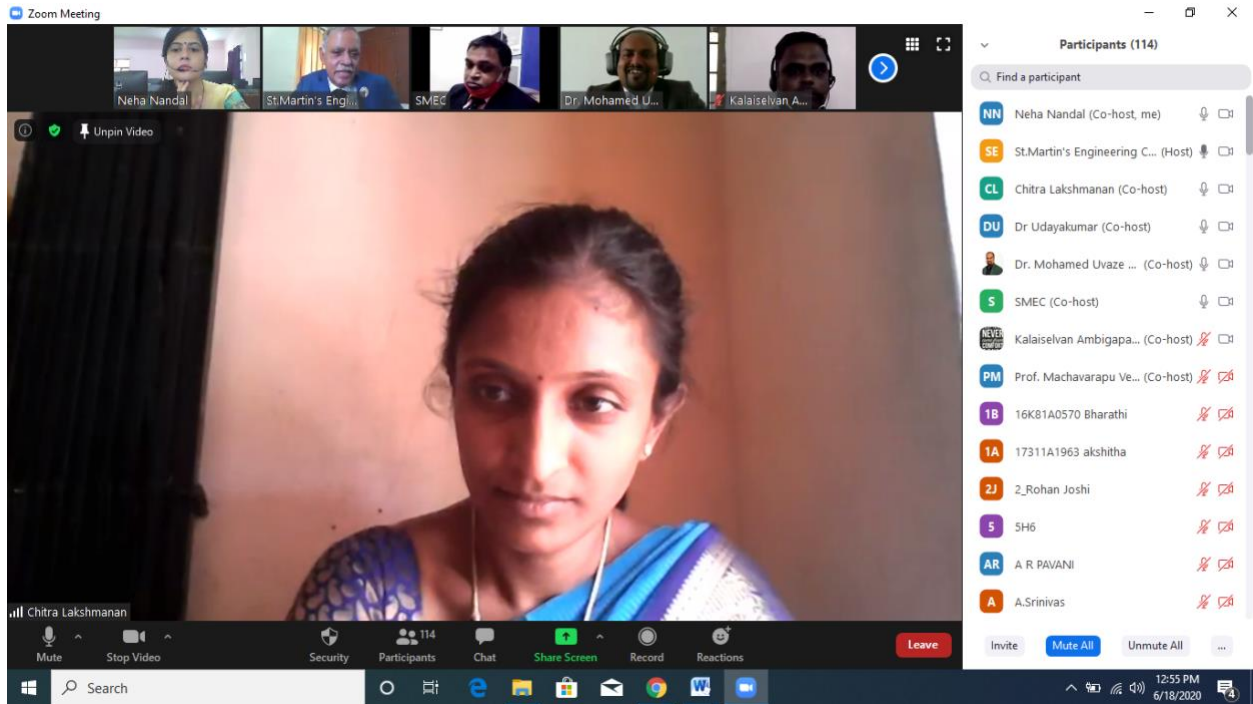 Zoom Meeting
Neha Nandal
St.Martin's Engi...
SMEC
Dr. Mohamed U...
Kalaiselvan A...
Unpin Video
Chitra Lakshmanan
Mute
Stop Video
Security
114
Participants
Chat
Share Screen
Record
Reactions
Leave
Participants (114)
Find a participant
NN Neha Nandal (Co-host, me)
SE St.Martin's Engineering C... (Host)
CL Chitra Lakshmanan (Co-host)
DU Dr Udayakumar (Co-host)
Dr. Mohamed Uvaze ... (Co-host)
S SMEC (Co-host)
NEVER Kalaiselvan Ambigapa... (Co-host)
PM Prof. Machavarapu Ve... (Co-host)
1B 16K81A0570 Bharathi
1A 17311A1963 akshitha
2J 2_Rohan Joshi
5 5H6
AR A R PAVANI
A A.Srinivas
Invite
Mute All
Unmute All
...
Search
W
12:55 PM
6/18/2020
4